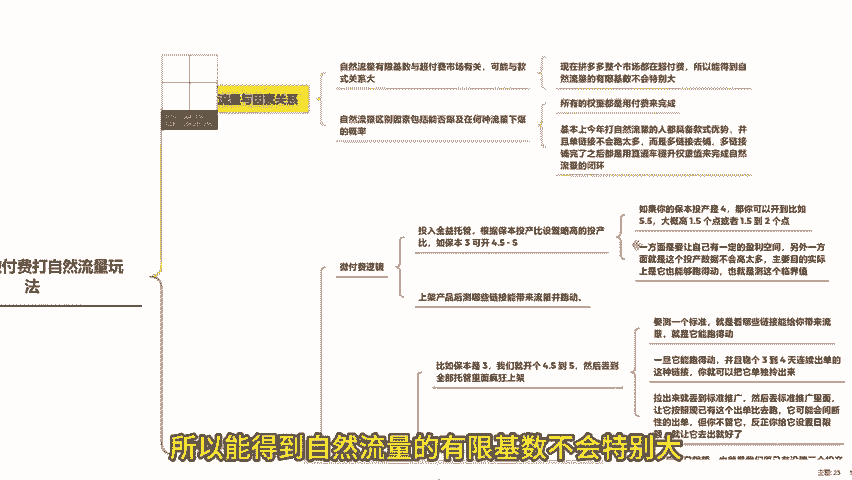 流量与因素关系
自然流量有限基数与超付费市场有关，可能与款
式关系大
现在拼多多整个市场都在超付费，所以能得到自
然流量的有限基数不会特别大
自然流量区别因素包括能否爆及在何种流量下爆
的概率
所有的权重都是用付费来完成
基本上今年打自然流量的人都具备款式优势，并
且单链接不会跑太多，而是多链接去铺，多链接
铺完了之后都是用直通车提升权重值来完成自然
流量的闭环
付费打自然流量玩
法
微付费逻辑
投入全益托管，根据保本投产比设置略高的投产
比，如保本 3 可开 4.5 - 5
如果你的保本投产是 4，那你可以开到比如
5.5，大概高 1.5 个点或者 1.5 到 2 个点
一方面是要让自己有一定的盈利空间，另外一方
面就是这个投产数据不会高太多，主要目的实际
上是它也能够跑得动，也就是测这个临界值
上架产品后测哪些链接能带来流量并跑动。
比如保本是 3，我们就开个 4.5 到 5，然后丢到
全部托管里面疯狂上架
要测一个标准，就是看哪些链接能给你带来流
量，就是它能跑得动
一旦它能跑得动，并且稳个 3 到 4 天连续出单的
这种链接，你就可以把它单独拎出来
拉出来就丢到标准推广，然后丢标准推广里面，
让它按照现已有这个出单比去跑，它可能会间断
性的出单，但你不管它，反正你给它设置日限
就让它去出就好了
所以能得到自然流量的有限基数不会特别大
主题: 23